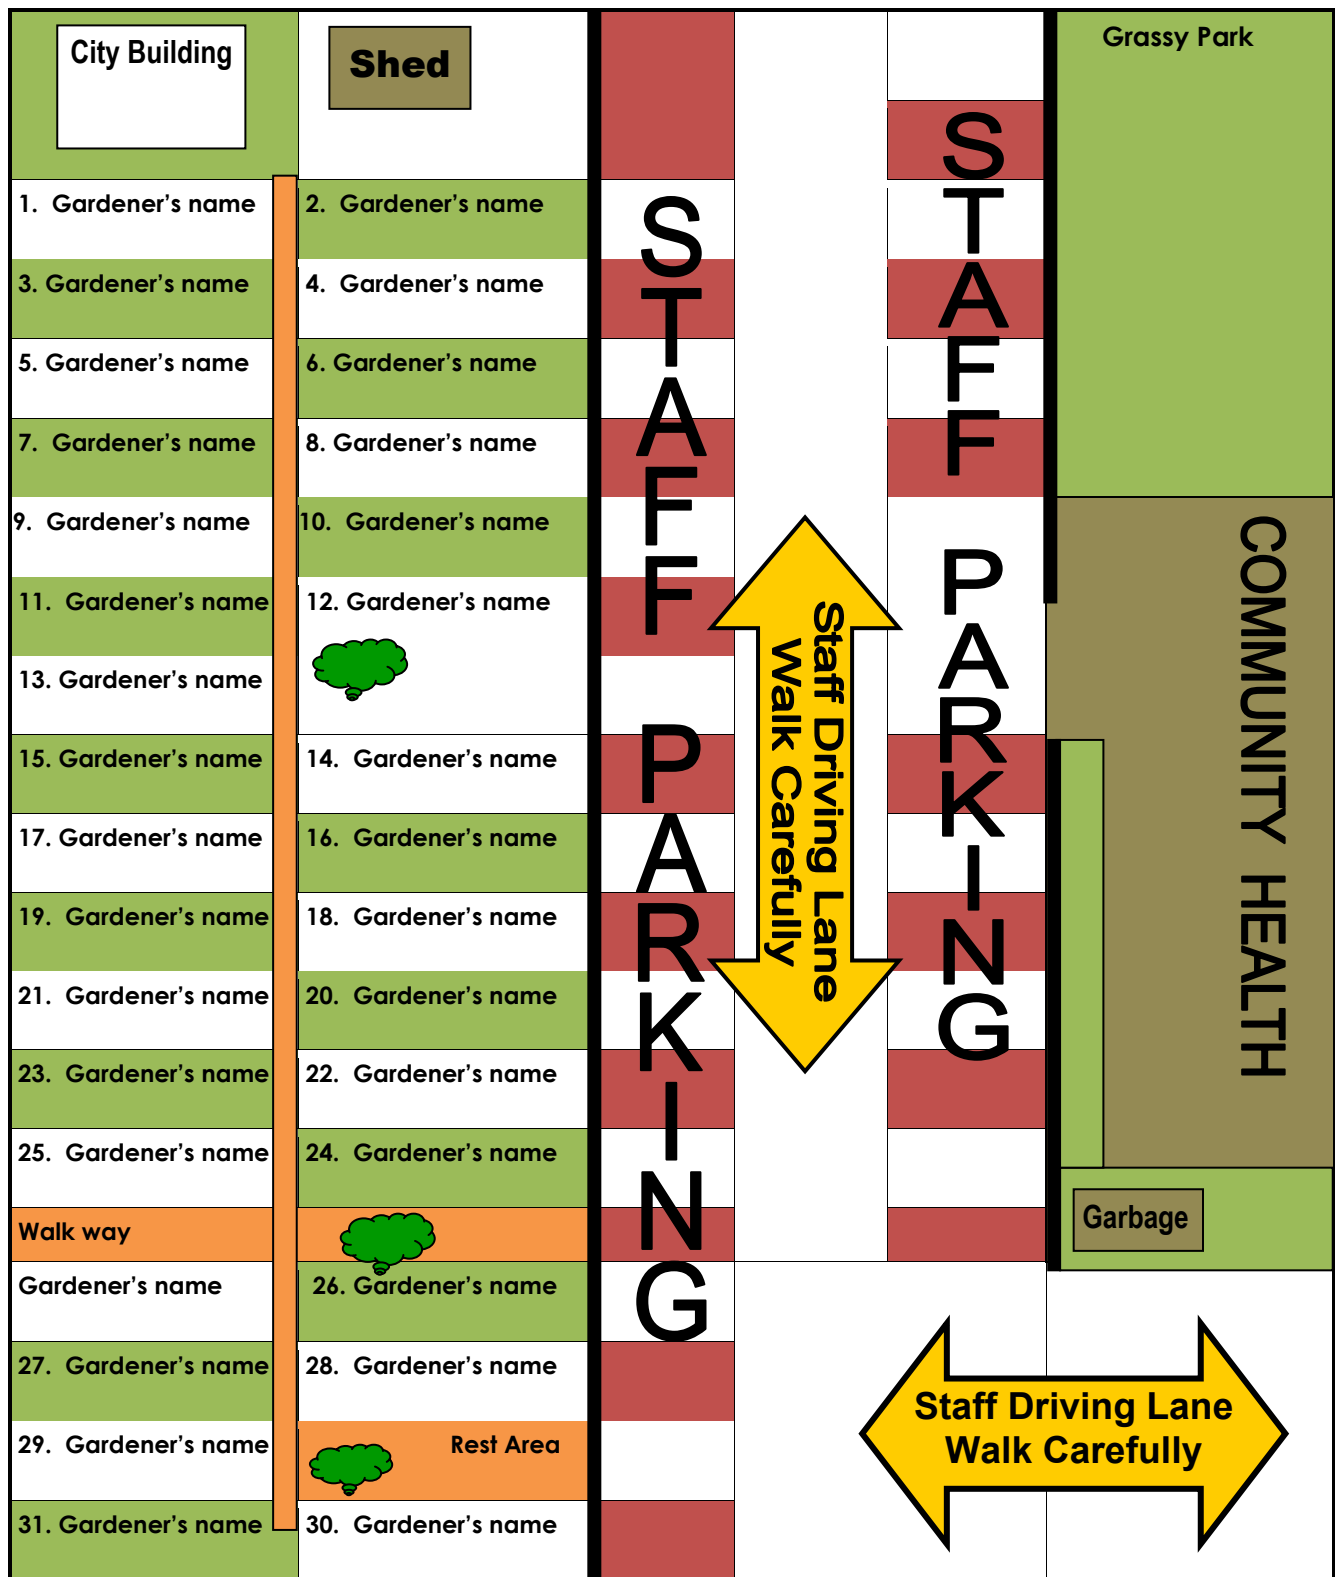 City Building
Shed
Grassy Park
1. Gardener's name
2. Gardener's name
3. Gardener's name
4. Gardener's name
5. Gardener's name
6. Gardener's name
7. Gardener's name
8. Gardener's name
9. Gardener's name
10. Gardener's name
11. Gardener's name
12. Gardener's name
13. Gardener's name
15. Gardener's name
14. Gardener's name
17. Gardener's name
16. Gardener's name
19. Gardener's name
18. Gardener's name
21. Gardener's name
20. Gardener's name
23. Gardener's name
22. Gardener's name
25. Gardener's name
24. Gardener's name
Walk way
Gardener's name
26. Gardener's name
27. Gardener's name
28. Gardener's name
29. Gardener's name
Rest Area
31. Gardener's name
30. Gardener's name
STAFF PARKING
Staff Driving Lane
Walk Carefully
STAFF PARKING
COMMUNITY HEALTH
Garbage
Staff Driving Lane
Walk Carefully